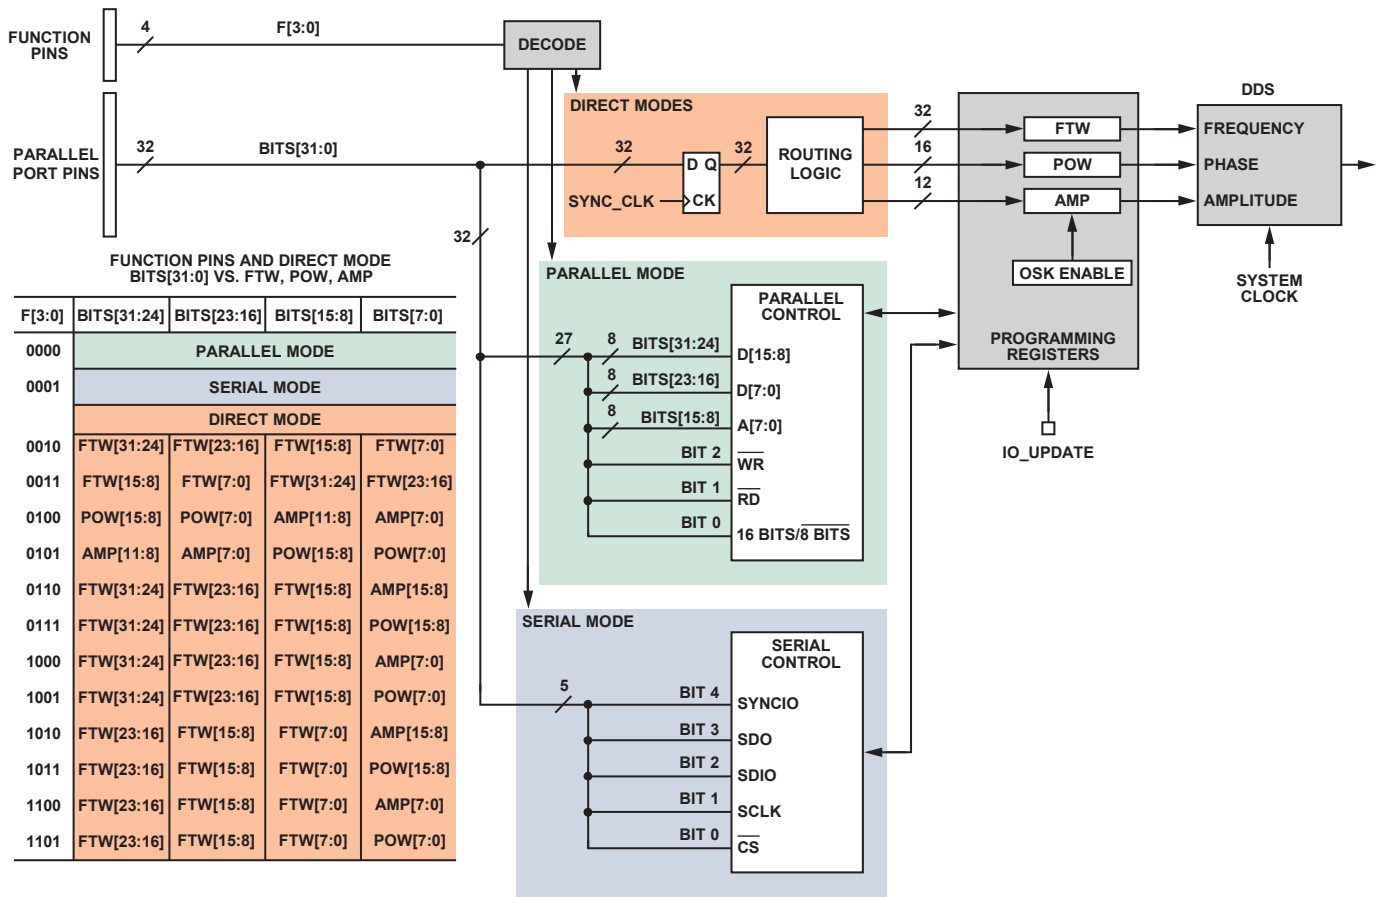 FUNCTION
PINS
4
F[3:0]
DECODE
PARALLEL
PORT PINS
32
BITS[31:0]
DIRECT MODES
32
D Q
CK
SYNC_CLK
32
ROUTING
LOGIC
32
16
12
FTW
POW
AMP
OSK ENABLE
PROGRAMMING
REGISTERS
IO_UPDATE
DDS
FREQUENCY
PHASE
AMPLITUDE
SYSTEM
CLOCK
32
FUNCTION PINS AND DIRECT MODE
BITS[31:0] VS. FTW, POW, AMP
F[3:0] BITS[31:24] BITS[23:16] BITS[15:8] BITS[7:0]
0000 PARALLEL MODE
0001 SERIAL MODE
DIRECT MODE
0010 FTW[31:24] FTW[23:16] FTW[15:8] FTW[7:0]
0011 FTW[15:8] FTW[7:0] FTW[31:24] FTW[23:16]
0100 POW[15:8] POW[7:0] AMP[11:8] AMP[7:0]
0101 AMP[11:8] AMP[7:0] POW[15:8] POW[7:0]
0110 FTW[31:24] FTW[23:16] FTW[15:8] AMP[15:8]
0111 FTW[31:24] FTW[23:16] FTW[15:8] POW[15:8]
1000 FTW[31:24] FTW[23:16] FTW[15:8] AMP[7:0]
1001 FTW[31:24] FTW[23:16] FTW[15:8] POW[7:0]
1010 FTW[23:16] FTW[15:8] FTW[7:0] AMP[15:8]
1011 FTW[23:16] FTW[15:8] FTW[7:0] POW[15:8]
1100 FTW[23:16] FTW[15:8] FTW[7:0] AMP[7:0]
1101 FTW[23:16] FTW[15:8] FTW[7:0] POW[7:0]
PARALLEL MODE
PARALLEL
CONTROL
27
8 BITS[31:24] D[15:8]
8 BITS[23:16] D[7:0]
8 BITS[15:8] A[7:0]
BIT 2 WR
BIT 1 RD
BIT 0 16 BITS/8 BITS
SERIAL MODE
SERIAL
CONTROL
5
BIT 4 SYNCIO
BIT 3 SDO
BIT 2 SDIO
BIT 1 SCLK
BIT 0 CS